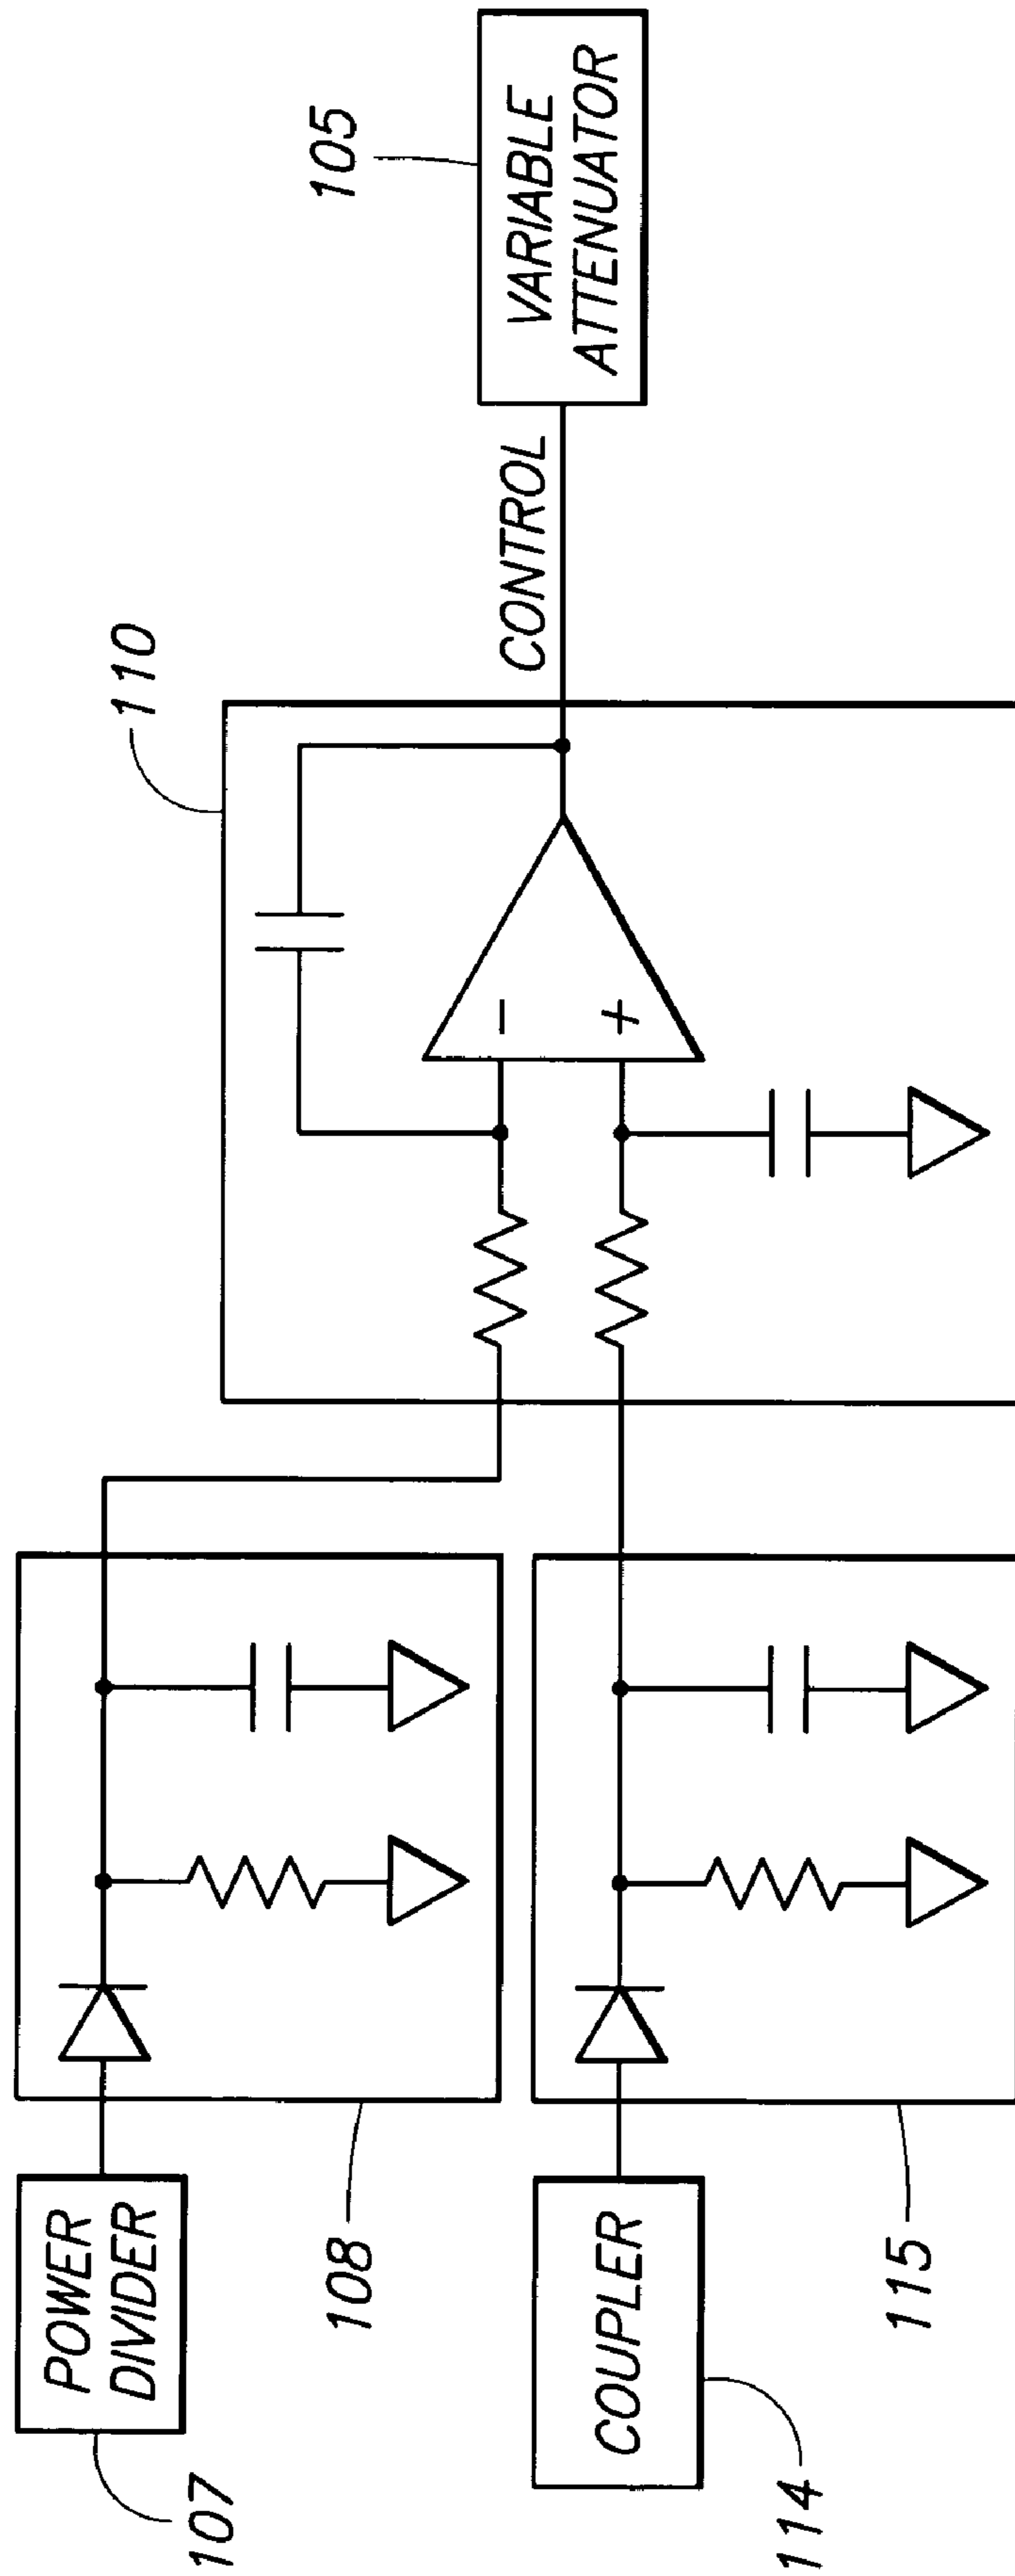 107
POWER
DIVIDER
108
110
CONTROL
105
VARIABLE
ATTENUATOR
−
+
114
COUPLER
115